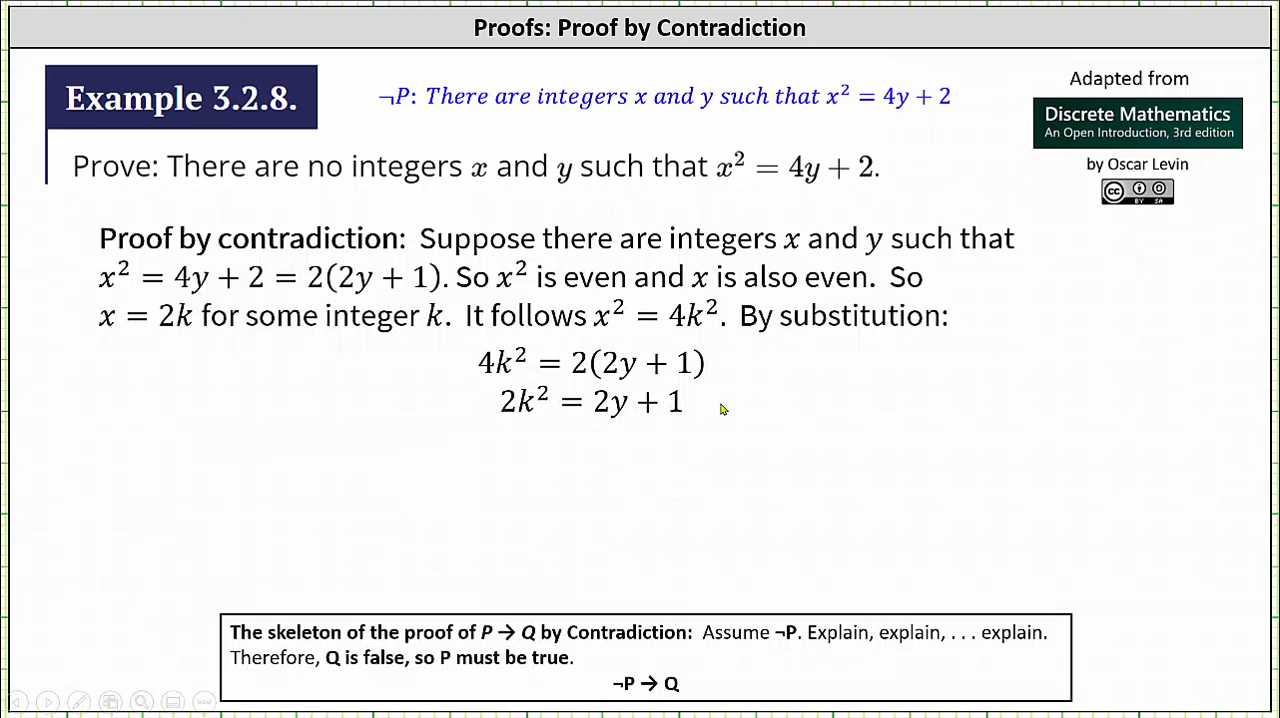 Proofs: Proof by Contradiction
Example 3.2.8.
¬P: There are integers x and y such that x² = 4y + 2
Adapted from
Discrete Mathematics
An Open Introduction, 3rd edition
by Oscar Levin
cc BY SA
Prove: There are no integers x and y such that x² = 4y + 2.
Proof by contradiction: Suppose there are integers x and y such that
x² = 4y + 2 = 2(2y + 1). So x² is even and x is also even. So
x = 2k for some integer k. It follows x² = 4k². By substitution:
4k² = 2(2y + 1)
2k² = 2y + 1
The skeleton of the proof of P → Q by Contradiction: Assume ¬P. Explain, explain, . . . explain.
Therefore, Q is false, so P must be true.
¬P → Q